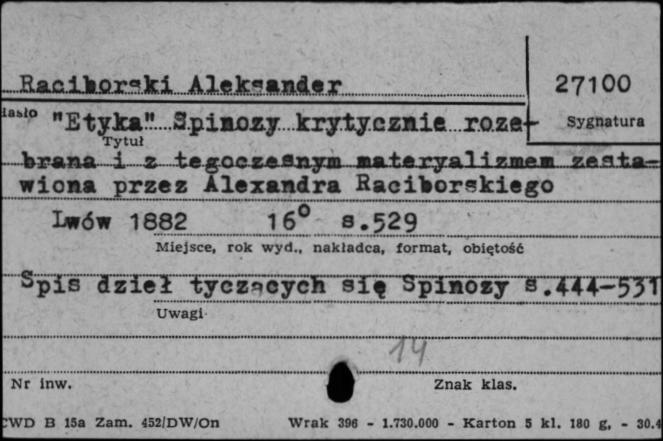 Raciborski Aleksander
27100
iasło
"Etyka" Spinozy krytycznie roze-
Sygnatura
Tytuł
brana i z tegoczesnym materyalizmem zesta-
wiona przez Alexandra Raciborskiego
Lwów 1882 16° s.529
Miejsce, rok wyd., nakładca, format, objętość
Spis dzieł tyczących się Spinozy s.444-531
Uwagi
14
Nr inw.
Znak klas.
CWD B 15a Zam. 452/DW/On Wrak 396 - 1.730.000 - Karton 5 kl. 180 g, - 30.4